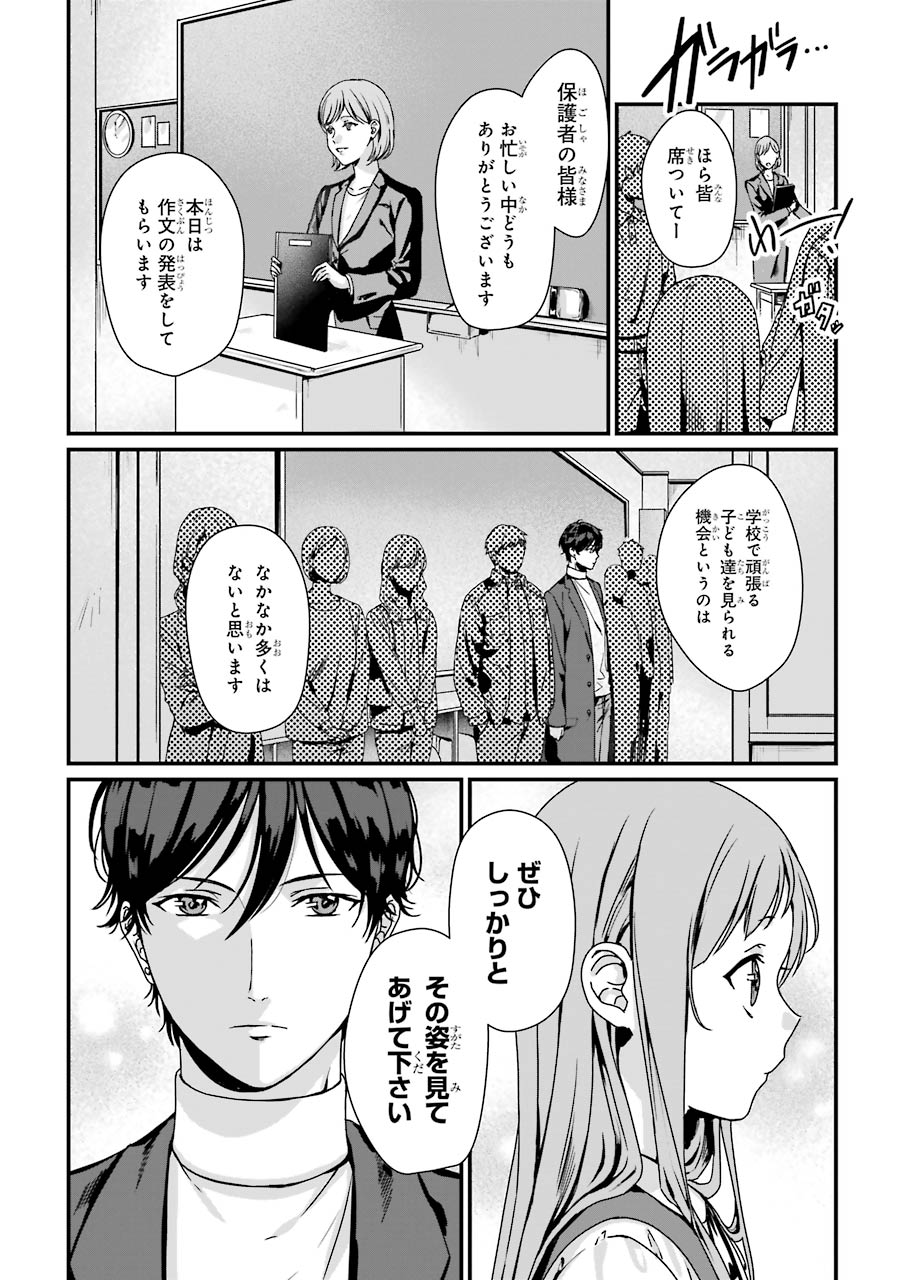 ガラガラ…
ほら皆
席ついてー
わー
ガタッ
保護者の皆様
お忙しい中どうも
ありがとうございます
本日は
作文の発表をして
もらいます
学校で頑張る
子ども達を見られる
機会というのは
なかなか多くは
ないと思います
ぜひ
しっかりと
その姿を見て
あげて下さい